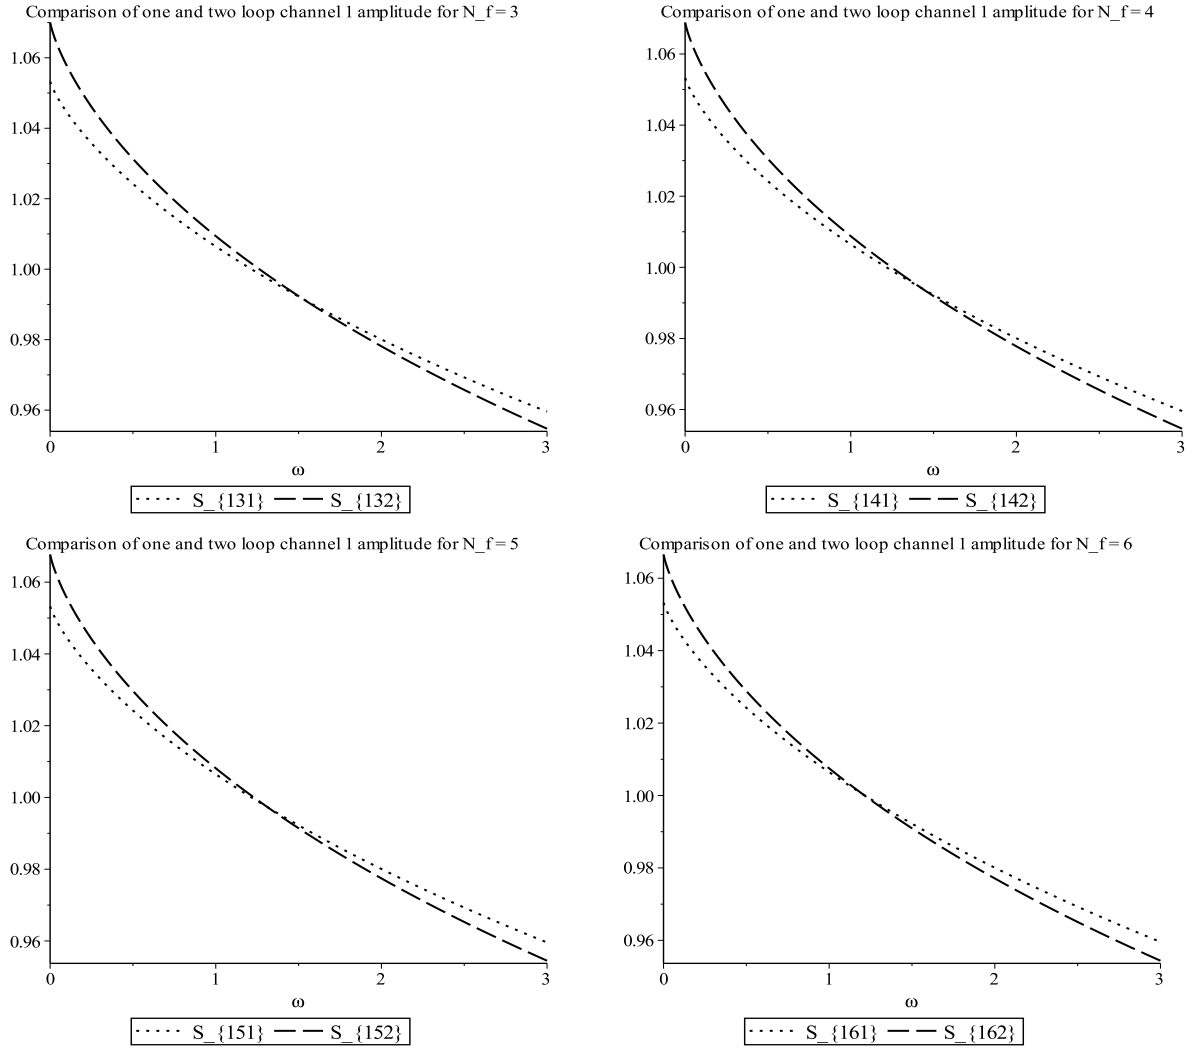 Comparison of one and two loop channel 1 amplitude for N_f = 3
1.06
1.04
1.02
1.00
0.98
0.96
0 1 2 3
ω
S_{131} S_{132}
Comparison of one and two loop channel 1 amplitude for N_f = 4
1.06
1.04
1.02
1.00
0.98
0.96
0 1 2 3
ω
S_{141} S_{142}
Comparison of one and two loop channel 1 amplitude for N_f = 5
1.06
1.04
1.02
1.00
0.98
0.96
0 1 2 3
ω
S_{151} S_{152}
Comparison of one and two loop channel 1 amplitude for N_f = 6
1.06
1.04
1.02
1.00
0.98
0.96
0 1 2 3
ω
S_{161} S_{162}